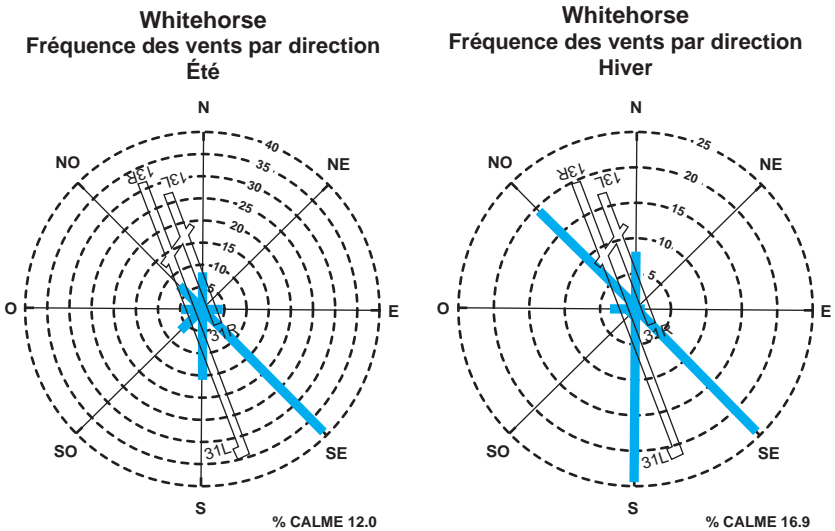 Whitehorse
Fréquence des vents par direction
Été
N
NO
NE
O
E
SO
SE
S
40
35
30
25
20
15
10
5
13R
13L
31R
31L
% CALME 12.0
Whitehorse
Fréquence des vents par direction
Hiver
N
NO
NE
O
E
SO
SE
S
25
20
15
10
5
13R
13L
31R
31L
% CALME 16.9